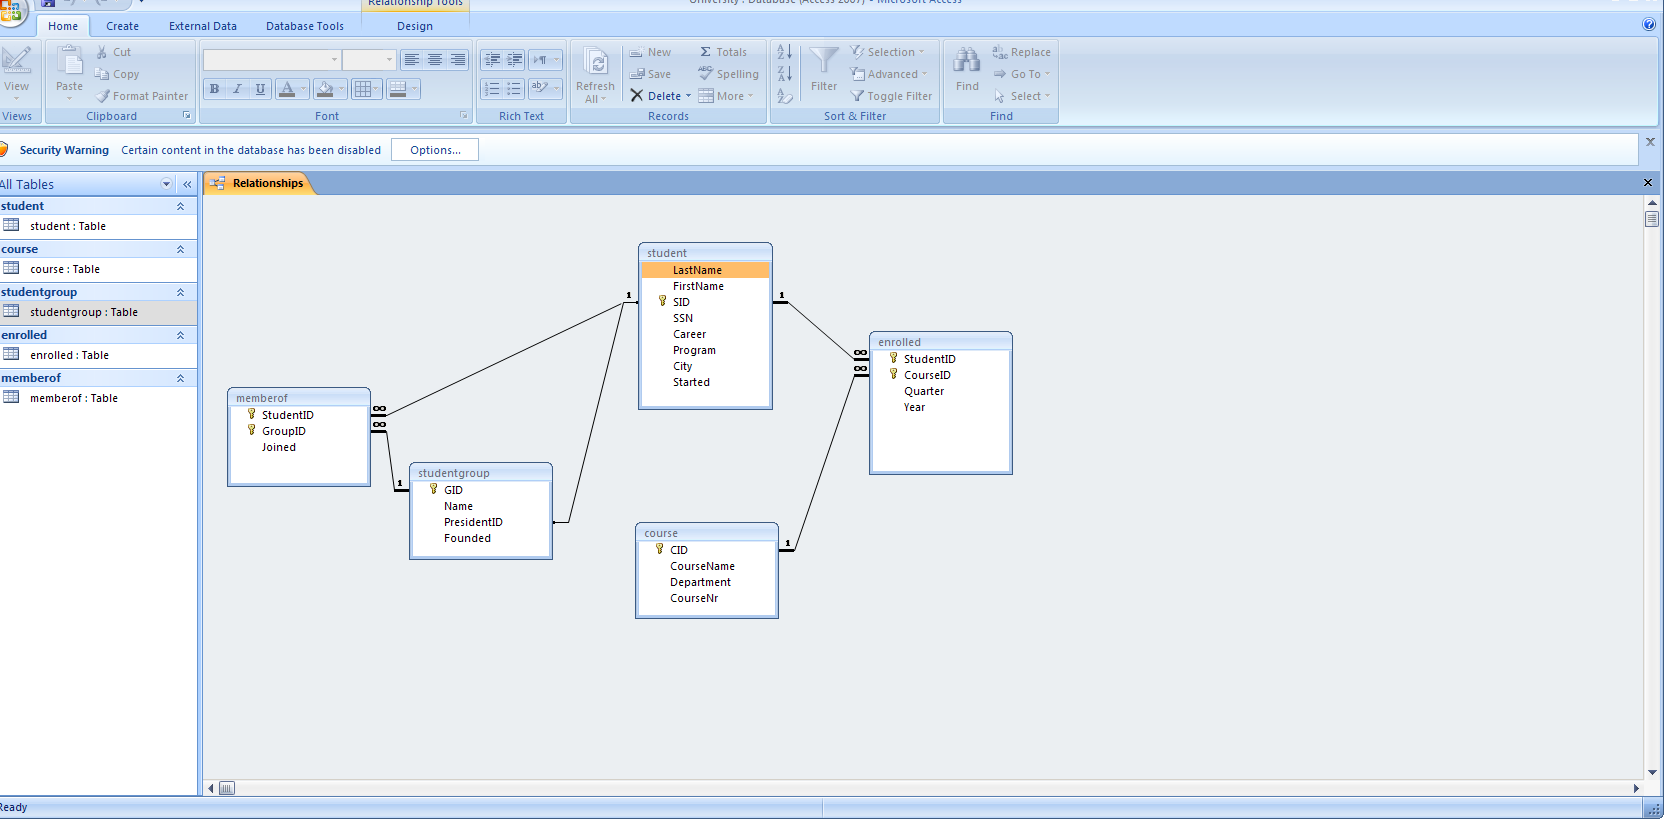 University : Database (Access 2007) - Microsoft Access
Relationship Tools
Home Create External Data Database Tools Design
View
Views
Paste
Cut
Copy
Format Painter
Clipboard
B I U A
Font
Rich Text
Refresh
All
New
Save
Delete
Σ Totals
Spelling
More
Records
Filter
Selection
Advanced
Toggle Filter
Sort & Filter
Find
Replace
Go To
Select
Find
Security Warning Certain content in the database has been disabled Options...
All Tables
student
student : Table
course
course : Table
studentgroup
studentgroup : Table
enrolled
enrolled : Table
memberof
memberof : Table
Relationships
student
LastName
FirstName
SID
SSN
Career
Program
City
Started
1
1
enrolled
StudentID
CourseID
Quarter
Year
∞
∞
memberof
StudentID
GroupID
Joined
∞
∞
studentgroup
GID
Name
PresidentID
Founded
1
course
CID
CourseName
Department
CourseNr
1
Ready